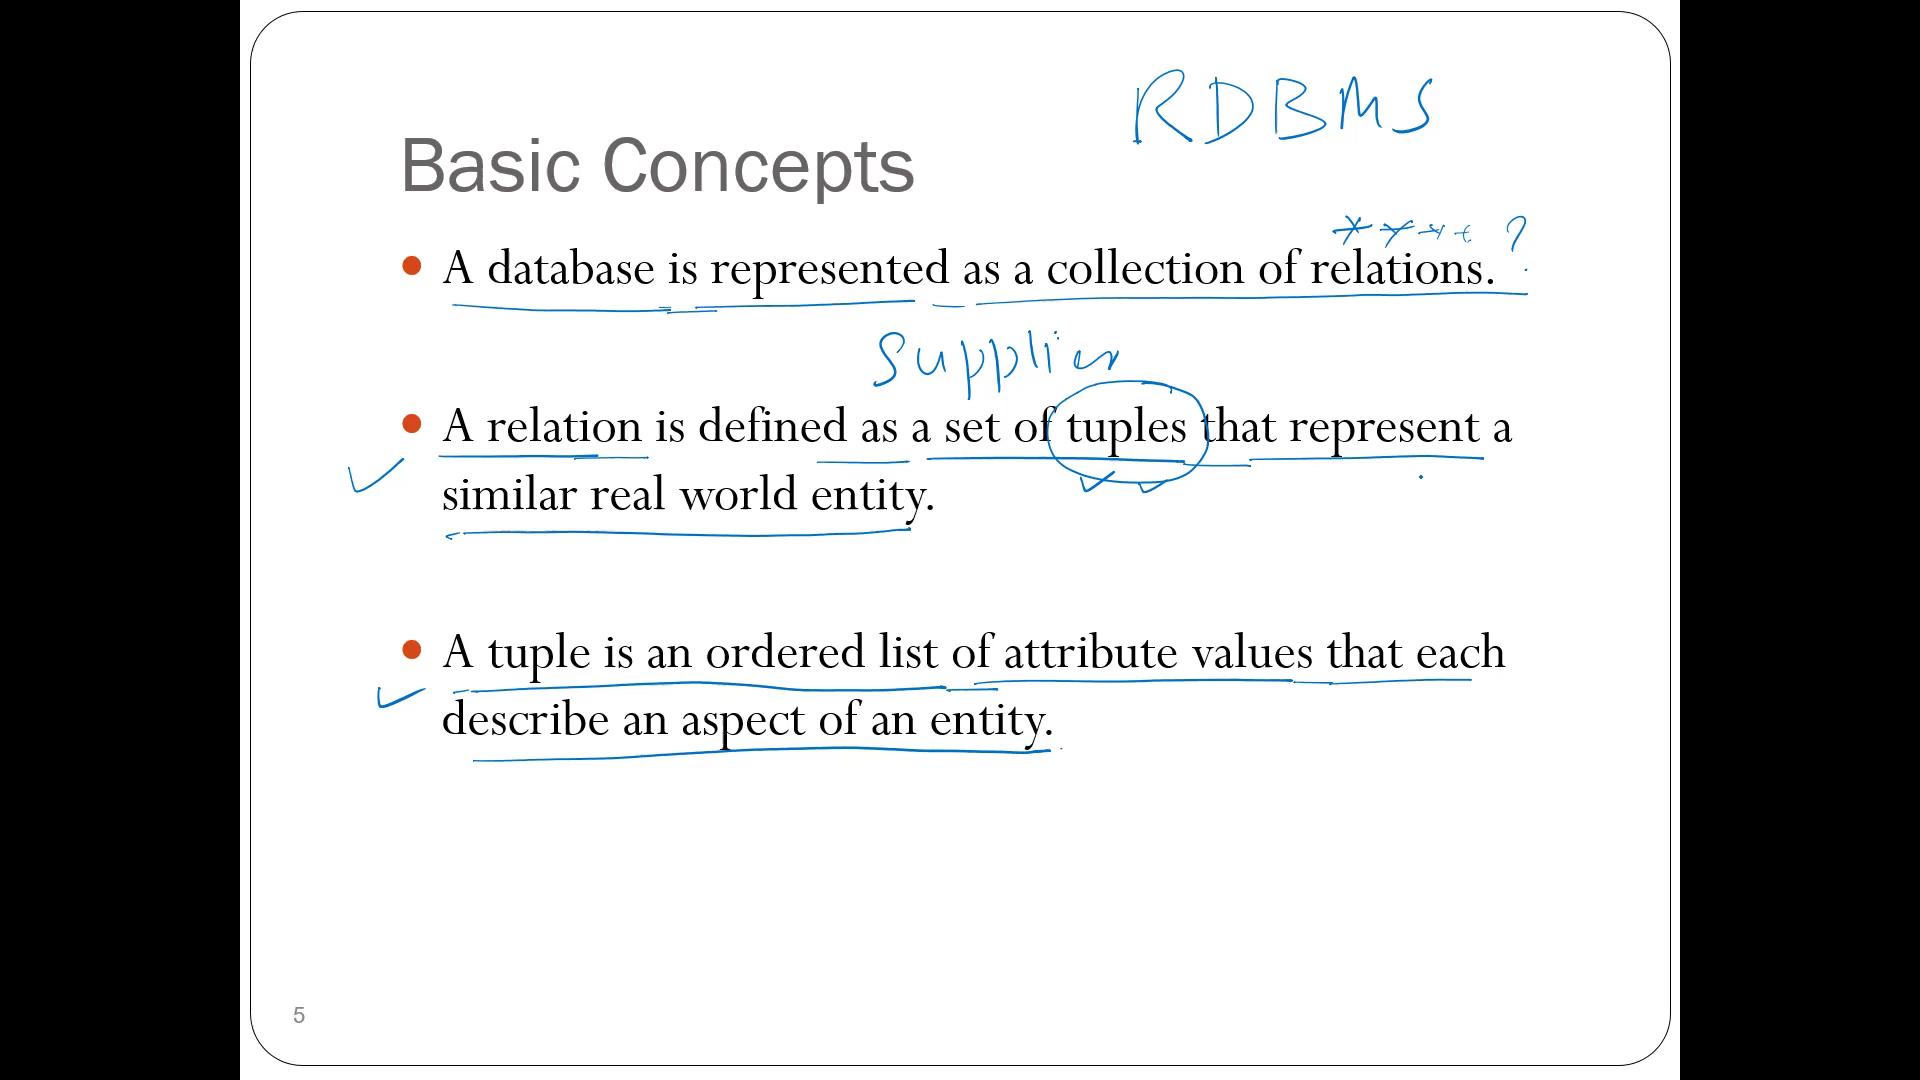 RDBMS
Basic Concepts
**** ?
• A database is represented as a collection of relations.
Supplier
• A relation is defined as a set of tuples that represent a
similar real world entity.
• A tuple is an ordered list of attribute values that each
describe an aspect of an entity.
5